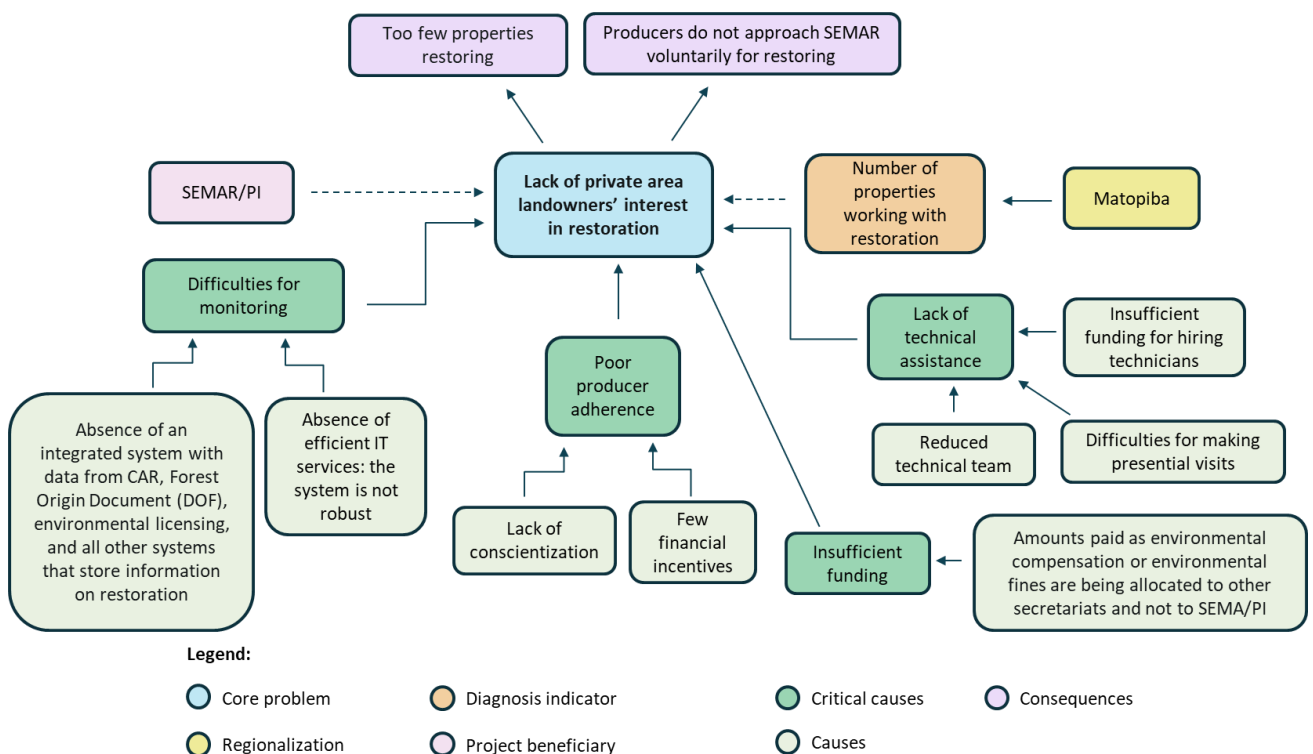 Too few properties
restoring
Producers do not approach SEMAR
voluntarily for restoring
SEMAR/PI
Lack of private area
landowners’ interest
in restoration
Number of
properties
working with
restoration
Matopiba
Difficulties for
monitoring
Poor
producer
adherence
Lack of
technical
assistance
Insufficient
funding for hiring
technicians
Absence of an
integrated system with
data from CAR, Forest
Origin Document (DOF),
environmental licensing,
and all other systems
that store information
on restoration
Absence of
efficient IT
services: the
system is not
robust
Reduced
technical team
Difficulties for making
presential visits
Lack of
conscientization
Few
financial
incentives
Insufficient
funding
Amounts paid as environmental
compensation or environmental
fines are being allocated to other
secretariats and not to SEMA/PI
Legend:
Core problem
Diagnosis indicator
Critical causes
Consequences
Regionalization
Project beneficiary
Causes